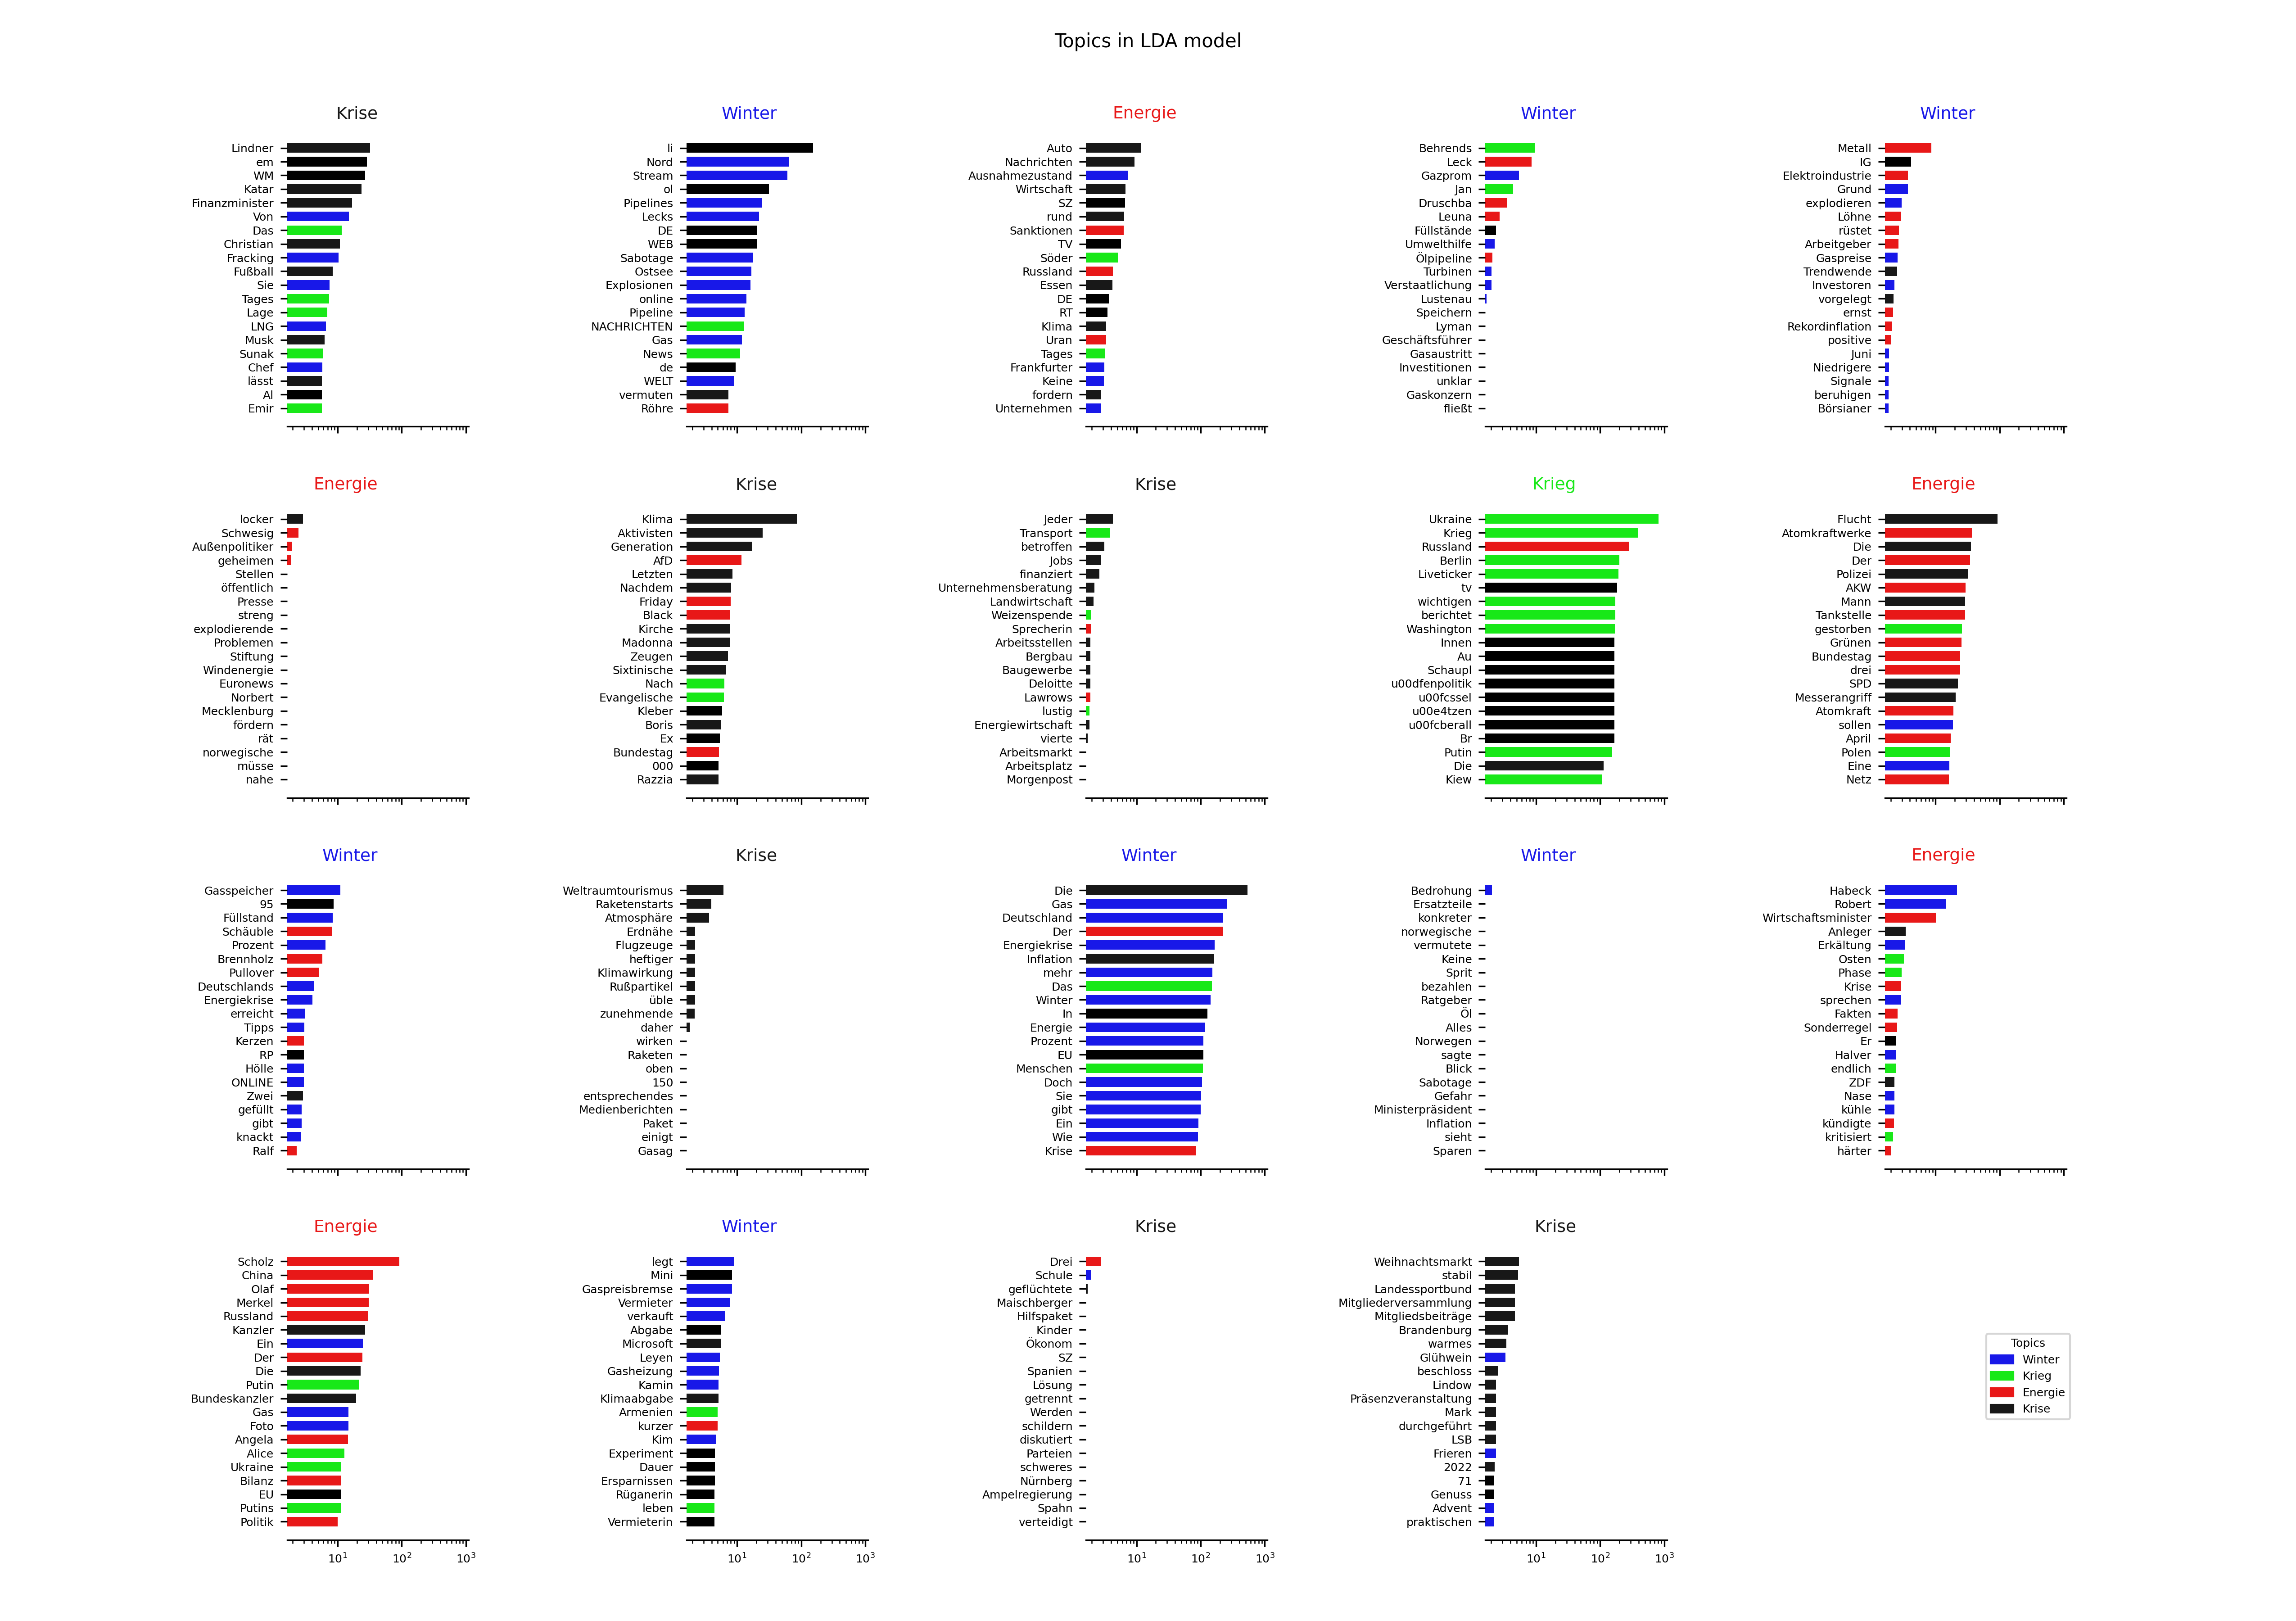 Topics in LDA model
Krise
Lindner
em
WM
Katar
Finanzminister
Von
Das
Christian
Fracking
Fußball
Sie
Tages
Lage
LNG
Musk
Sunak
Chef
lässt
Al
Emir
Winter
li
Nord
Stream
ol
Pipelines
Lecks
DE
WEB
Sabotage
Ostsee
Explosionen
online
Pipeline
NACHRICHTEN
Gas
News
de
WELT
vermuten
Röhre
Energie
Auto
Nachrichten
Ausnahmezustand
Wirtschaft
SZ
rund
Sanktionen
TV
Söder
Russland
Essen
DE
RT
Klima
Uran
Tages
Frankfurter
Keine
fordern
Unternehmen
Winter
Behrends
Leck
Gazprom
Jan
Druschba
Leuna
Füllstände
Umwelthilfe
Ölpipeline
Turbinen
Verstaatlichung
Lustenau
Speichern
Lyman
Geschäftsführer
Gasaustritt
Investitionen
unklar
Gaskonzern
fließt
Winter
Metall
IG
Elektroindustrie
Grund
explodieren
Löhne
rüstet
Arbeitgeber
Gaspreise
Trendwende
Investoren
vorgelegt
ernst
Rekordinflation
positive
Juni
Niedrigere
Signale
beruhigen
Börsianer
Energie
locker
Schwesig
Außenpolitiker
geheimen
Stellen
öffentlich
Presse
streng
explodierende
Problemen
Stiftung
Windenergie
Euronews
Norbert
Mecklenburg
fördern
rät
norwegische
müsse
nahe
Krise
Klima
Aktivisten
Generation
AfD
Letzten
Nachdem
Friday
Black
Kirche
Madonna
Zeugen
Sixtinische
Nach
Evangelische
Kleber
Boris
Ex
Bundestag
000
Razzia
Krise
Jeder
Transport
betroffen
Jobs
finanziert
Unternehmensberatung
Landwirtschaft
Weizenspende
Sprecherin
Arbeitsstellen
Bergbau
Baugewerbe
Deloitte
Lawrows
lustig
Energiewirtschaft
vierte
Arbeitsmarkt
Arbeitsplatz
Morgenpost
Krieg
Ukraine
Krieg
Russland
Berlin
Liveticker
tv
wichtigen
berichtet
Washington
Innen
Au
Schaupl
u00dfenpolitik
u00fcssel
u00e4tzen
u00fcberall
Br
Putin
Die
Kiew
Energie
Flucht
Atomkraftwerke
Die
Der
Polizei
AKW
Mann
Tankstelle
gestorben
Grünen
Bundestag
drei
SPD
Messerangriff
Atomkraft
sollen
April
Polen
Eine
Netz
Winter
Gasspeicher
95
Füllstand
Schäuble
Prozent
Brennholz
Pullover
Deutschlands
Energiekrise
erreicht
Tipps
Kerzen
RP
Hölle
ONLINE
Zwei
gefüllt
gibt
knackt
Ralf
Krise
Weltraumtourismus
Raketenstarts
Atmosphäre
Erdnähe
Flugzeuge
heftiger
Klimawirkung
Rußpartikel
üble
zunehmende
daher
wirken
Raketen
oben
150
entsprechendes
Medienberichten
Paket
einigt
Gasag
Winter
Die
Gas
Deutschland
Der
Energiekrise
Inflation
mehr
Das
Winter
In
Energie
Prozent
EU
Menschen
Doch
Sie
gibt
Ein
Wie
Krise
Winter
Bedrohung
Ersatzteile
konkreter
norwegische
vermutete
Keine
Sprit
bezahlen
Ratgeber
Öl
Alles
Norwegen
sagte
Blick
Sabotage
Gefahr
Ministerpräsident
Inflation
sieht
Sparen
Energie
Habeck
Robert
Wirtschaftsminister
Anleger
Erkältung
Osten
Phase
Krise
sprechen
Fakten
Sonderregel
Er
Halver
endlich
ZDF
Nase
kühle
kündigte
kritisiert
härter
Energie
Scholz
China
Olaf
Merkel
Russland
Kanzler
Ein
Der
Die
Putin
Bundeskanzler
Gas
Foto
Angela
Alice
Ukraine
Bilanz
EU
Putins
Politik
10¹ 10² 10³
Winter
legt
Mini
Gaspreisbremse
Vermieter
verkauft
Abgabe
Microsoft
Leyen
Gasheizung
Kamin
Klimaabgabe
Armenien
kurzer
Kim
Experiment
Dauer
Ersparnissen
Rüganerin
leben
Vermieterin
10¹ 10² 10³
Krise
Drei
Schule
geflüchtete
Maischberger
Hilfspaket
Kinder
Ökonom
SZ
Spanien
Lösung
getrennt
Werden
schildern
diskutiert
Parteien
schweres
Nürnberg
Ampelregierung
Spahn
verteidigt
10¹ 10² 10³
Krise
Weihnachtsmarkt
stabil
Landessportbund
Mitgliederversammlung
Mitgliedsbeiträge
Brandenburg
warmes
Glühwein
beschloss
Lindow
Präsenzveranstaltung
Mark
durchgeführt
LSB
Frieren
2022
71
Genuss
Advent
praktischen
10¹ 10² 10³
Topics
Winter
Krieg
Energie
Krise